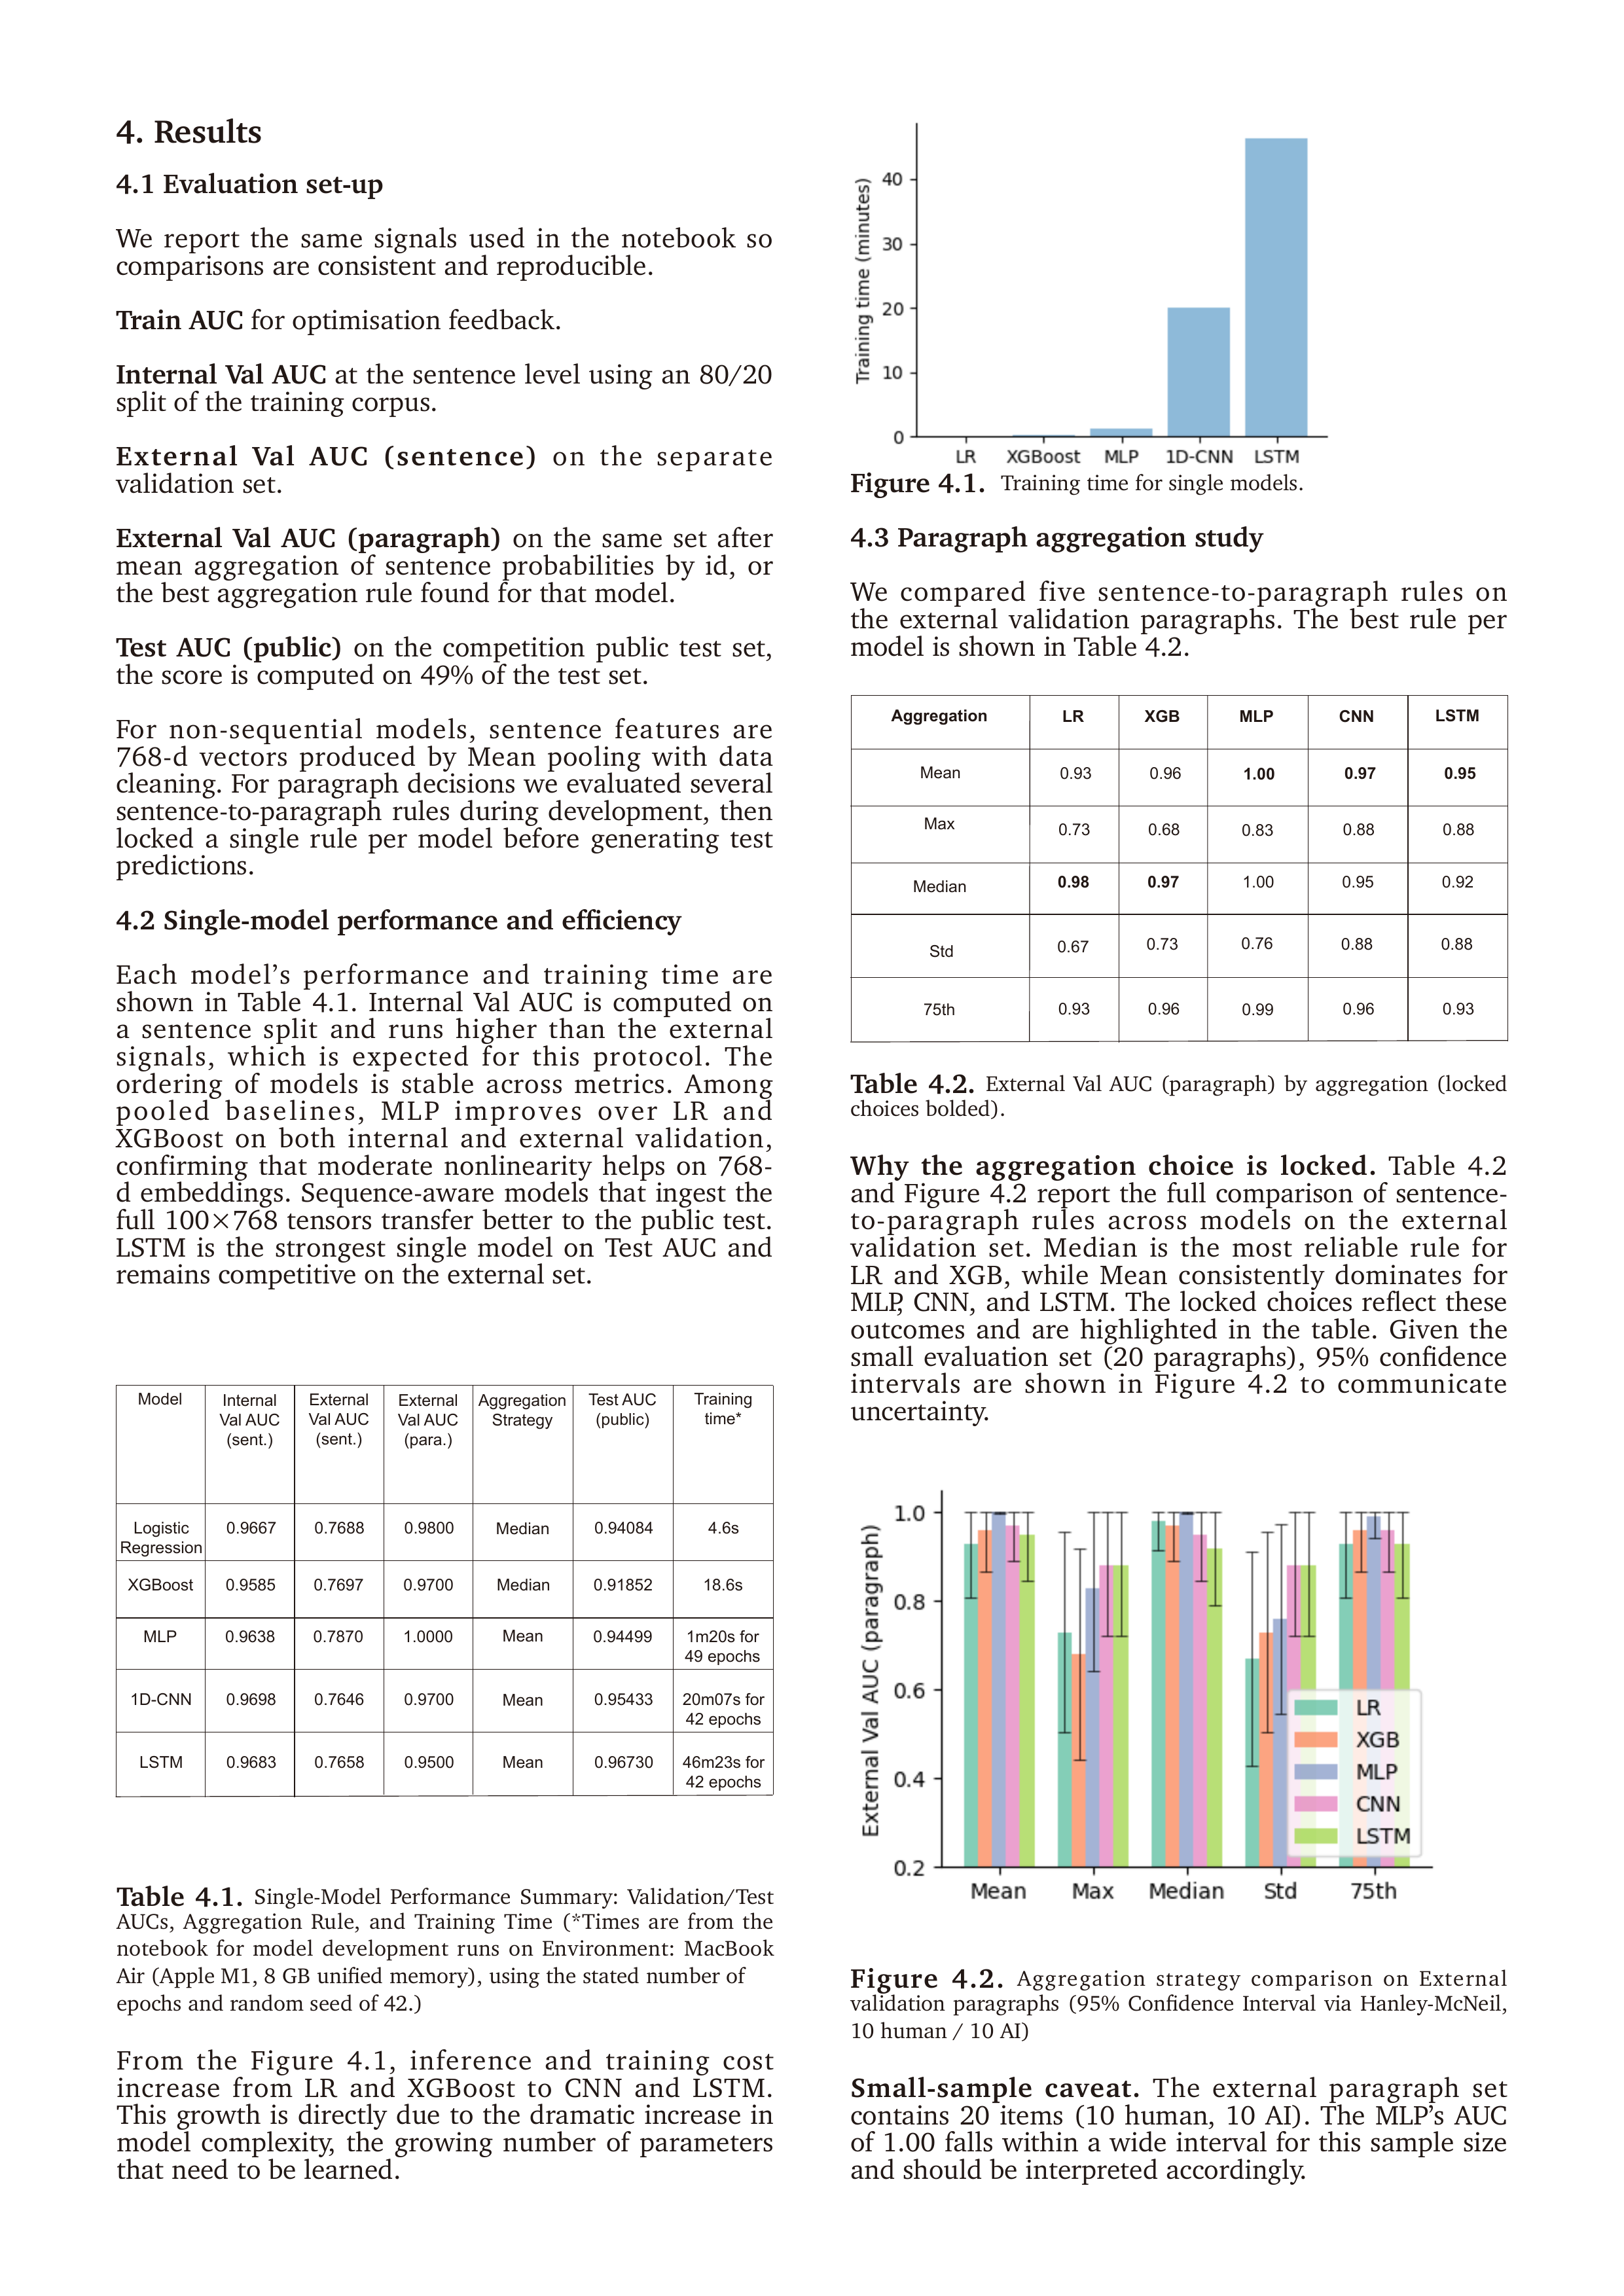 4. Results
4.1 Evaluation set-up
We report the same signals used in the notebook so
comparisons are consistent and reproducible.
Train AUC for optimisation feedback.
Internal Val AUC at the sentence level using an 80/20
split of the training corpus.
External Val AUC (sentence) on the separate
validation set.
External Val AUC (paragraph) on the same set after
mean aggregation of sentence probabilities by id, or
the best aggregation rule found for that model.
Test AUC (public) on the competition public test set,
the score is computed on 49% of the test set.
For non-sequential models, sentence features are
768-d vectors produced by Mean pooling with data
cleaning. For paragraph decisions we evaluated several
sentence-to-paragraph rules during development, then
locked a single rule per model before generating test
predictions.
4.2 Single-model performance and efficiency
Each model's performance and training time are
shown in Table 4.1. Internal Val AUC is computed on
a sentence split and runs higher than the external
signals, which is expected for this protocol. The
ordering of models is stable across metrics. Among
pooled baselines, MLP improves over LR and
XGBoost on both internal and external validation,
confirming that moderate nonlinearity helps on 768-
d embeddings. Sequence-aware models that ingest the
full 100×768 tensors transfer better to the public test.
LSTM is the strongest single model on Test AUC and
remains competitive on the external set.
Model Internal External External Aggregation Test AUC Training
Val AUC Val AUC Val AUC Strategy (public) time*
(sent.) (sent.) (para.)
Logistic 0.9667 0.7688 0.9800 Median 0.94084 4.6s
Regression
XGBoost 0.9585 0.7697 0.9700 Median 0.91852 18.6s
MLP 0.9638 0.7870 1.0000 Mean 0.94499 1m20s for
49 epochs
1D-CNN 0.9698 0.7646 0.9700 Mean 0.95433 20m07s for
42 epochs
LSTM 0.9683 0.7658 0.9500 Mean 0.96730 46m23s for
42 epochs
Table 4.1. Single-Model Performance Summary: Validation/Test
AUCs, Aggregation Rule, and Training Time (*Times are from the
notebook for model development runs on Environment: MacBook
Air (Apple M1, 8 GB unified memory), using the stated number of
epochs and random seed of 42.)
From the Figure 4.1, inference and training cost
increase from LR and XGBoost to CNN and LSTM.
This growth is directly due to the dramatic increase in
model complexity, the growing number of parameters
that need to be learned.
Training time (minutes)
40
30
20
10
0
LR XGBoost MLP 1D-CNN LSTM
Figure 4.1. Training time for single models.
4.3 Paragraph aggregation study
We compared five sentence-to-paragraph rules on
the external validation paragraphs. The best rule per
model is shown in Table 4.2.
Aggregation LR XGB MLP CNN LSTM
Mean 0.93 0.96 1.00 0.97 0.95
Max 0.73 0.68 0.83 0.88 0.88
Median 0.98 0.97 1.00 0.95 0.92
Std 0.67 0.73 0.76 0.88 0.88
75th 0.93 0.96 0.99 0.96 0.93
Table 4.2. External Val AUC (paragraph) by aggregation (locked
choices bolded).
Why the aggregation choice is locked. Table 4.2
and Figure 4.2 report the full comparison of sentence-
to-paragraph rules across models on the external
validation set. Median is the most reliable rule for
LR and XGB, while Mean consistently dominates for
MLP, CNN, and LSTM. The locked choices reflect these
outcomes and are highlighted in the table. Given the
small evaluation set (20 paragraphs), 95% confidence
intervals are shown in Figure 4.2 to communicate
uncertainty.
External Val AUC (paragraph)
1.0
0.8
0.6
0.4
0.2
LR
XGB
MLP
CNN
LSTM
Mean Max Median Std 75th
Figure 4.2. Aggregation strategy comparison on External
validation paragraphs (95% Confidence Interval via Hanley-McNeil,
10 human / 10 AI)
Small-sample caveat. The external paragraph set
contains 20 items (10 human, 10 AI). The MLP's AUC
of 1.00 falls within a wide interval for this sample size
and should be interpreted accordingly.